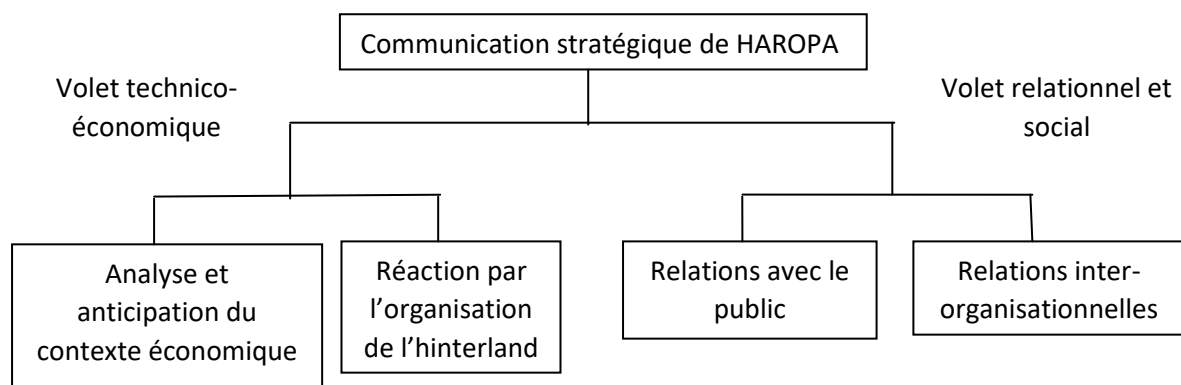 Communication stratégique de HAROPA
Volet technico-
économique
Volet relationnel et
social
Analyse et
anticipation du
contexte économique
Réaction par
l’organisation
de l’hinterland
Relations avec le
public
Relations inter-
organisationnelles